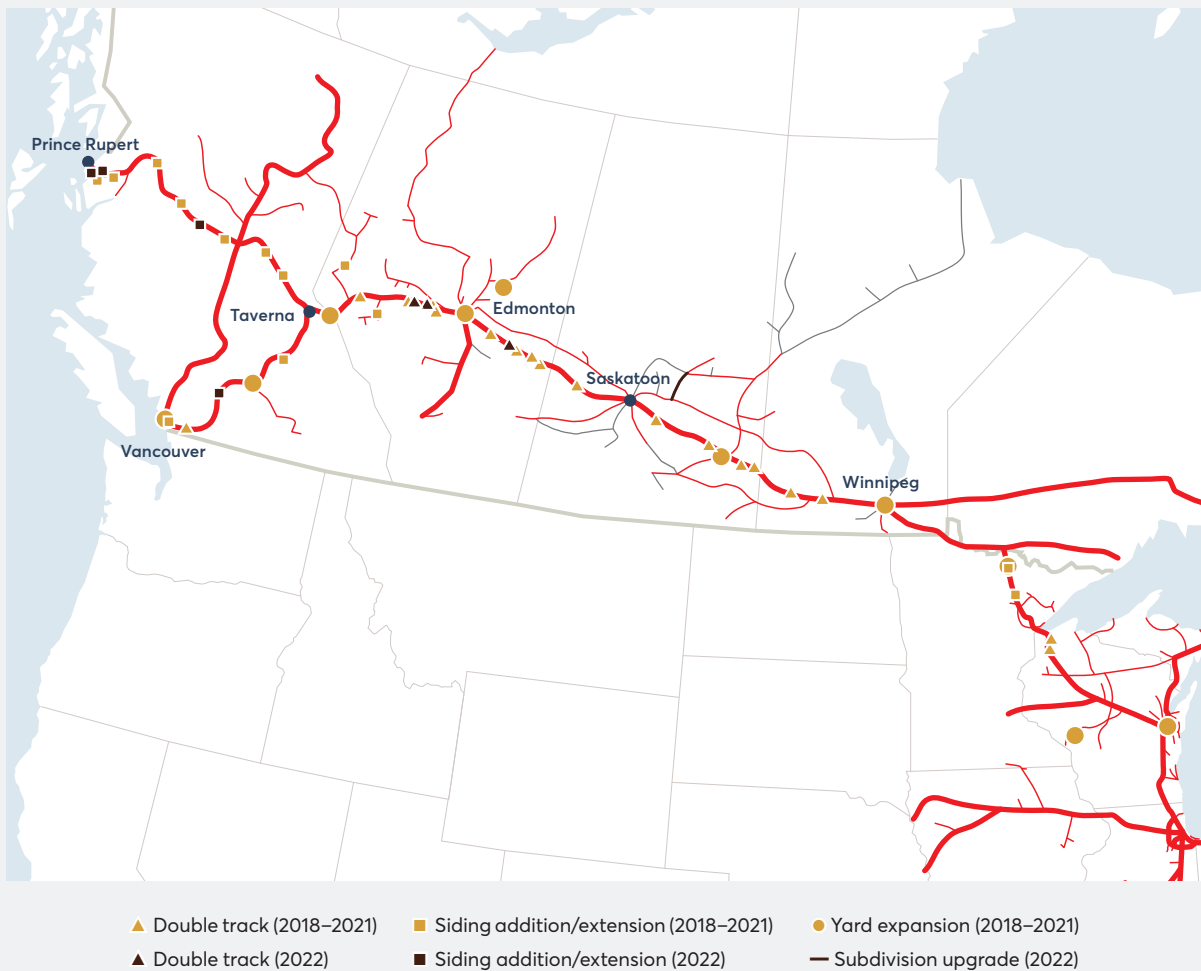 Prince Rupert
Taverna
Edmonton
Saskatoon
Vancouver
Winnipeg
Double track (2018–2021)
Siding addition/extension (2018–2021)
Yard expansion (2018–2021)
Double track (2022)
Siding addition/extension (2022)
Subdivision upgrade (2022)